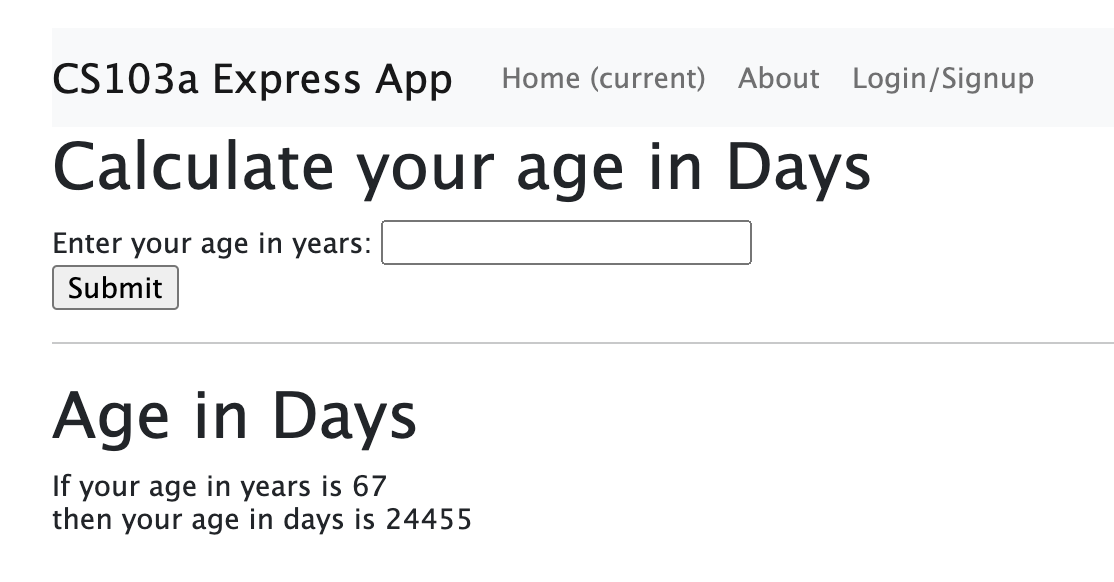 CS103a Express App Home (current) About Login/Signup
Calculate your age in Days
Enter your age in years:
Submit
Age in Days
If your age in years is 67
then your age in days is 24455